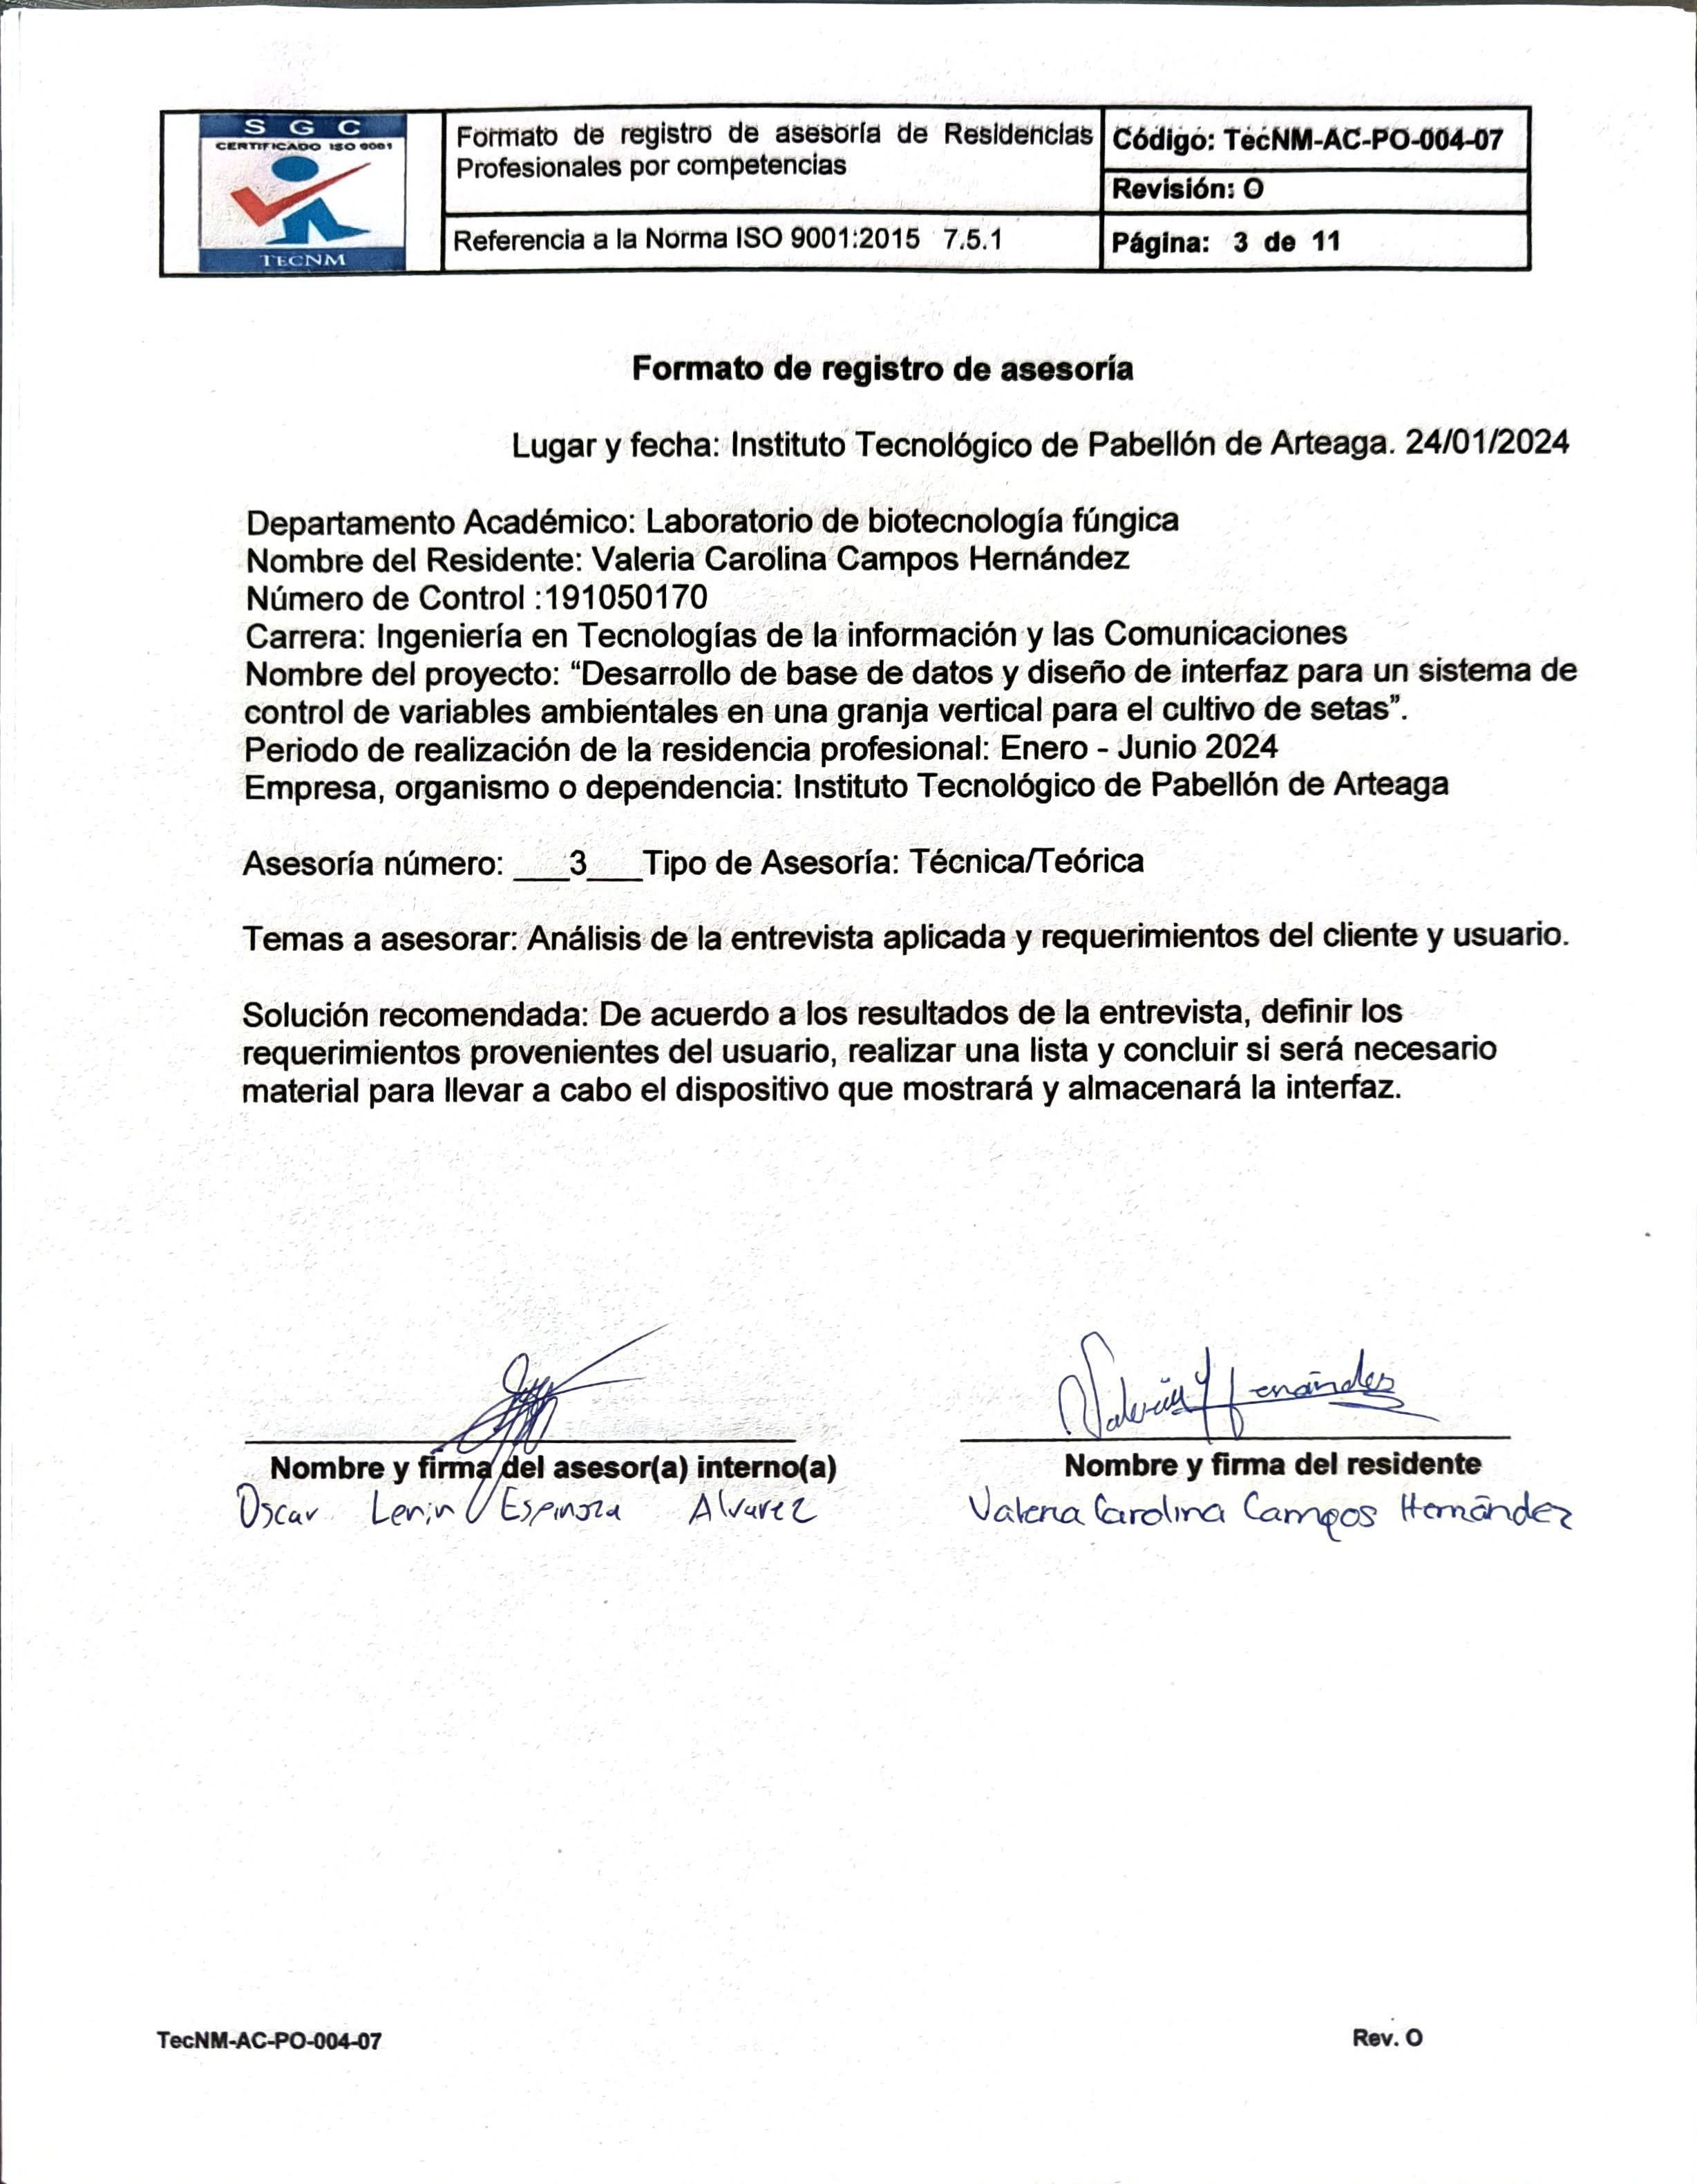 S G C
CERTIFICADO ISO 9001
TECNM
Formato de registro de asesoría de Residencias
Profesionales por competencias
Referencia a la Norma ISO 9001:2015 7.5.1
Código: TecNM-AC-PO-004-07
Revisión: O
Página: 3 de 11
Formato de registro de asesoría
Lugar y fecha: Instituto Tecnológico de Pabellón de Arteaga. 24/01/2024
Departamento Académico: Laboratorio de biotecnología fúngica
Nombre del Residente: Valeria Carolina Campos Hernández
Número de Control :191050170
Carrera: Ingeniería en Tecnologías de la información y las Comunicaciones
Nombre del proyecto: “Desarrollo de base de datos y diseño de interfaz para un sistema de
control de variables ambientales en una granja vertical para el cultivo de setas”.
Periodo de realización de la residencia profesional: Enero - Junio 2024
Empresa, organismo o dependencia: Instituto Tecnológico de Pabellón de Arteaga
Asesoría número: ___3___Tipo de Asesoría: Técnica/Teórica
Temas a asesorar: Análisis de la entrevista aplicada y requerimientos del cliente y usuario.
Solución recomendada: De acuerdo a los resultados de la entrevista, definir los
requerimientos provenientes del usuario, realizar una lista y concluir si será necesario
material para llevar a cabo el dispositivo que mostrará y almacenará la interfaz.
Valeria Hernández
Nombre y firma del asesor(a) interno(a)
Oscar Lenin Espinoza Alvarez
Nombre y firma del residente
Valeria Carolina Campos Hernández
TecNM-AC-PO-004-07
Rev. O